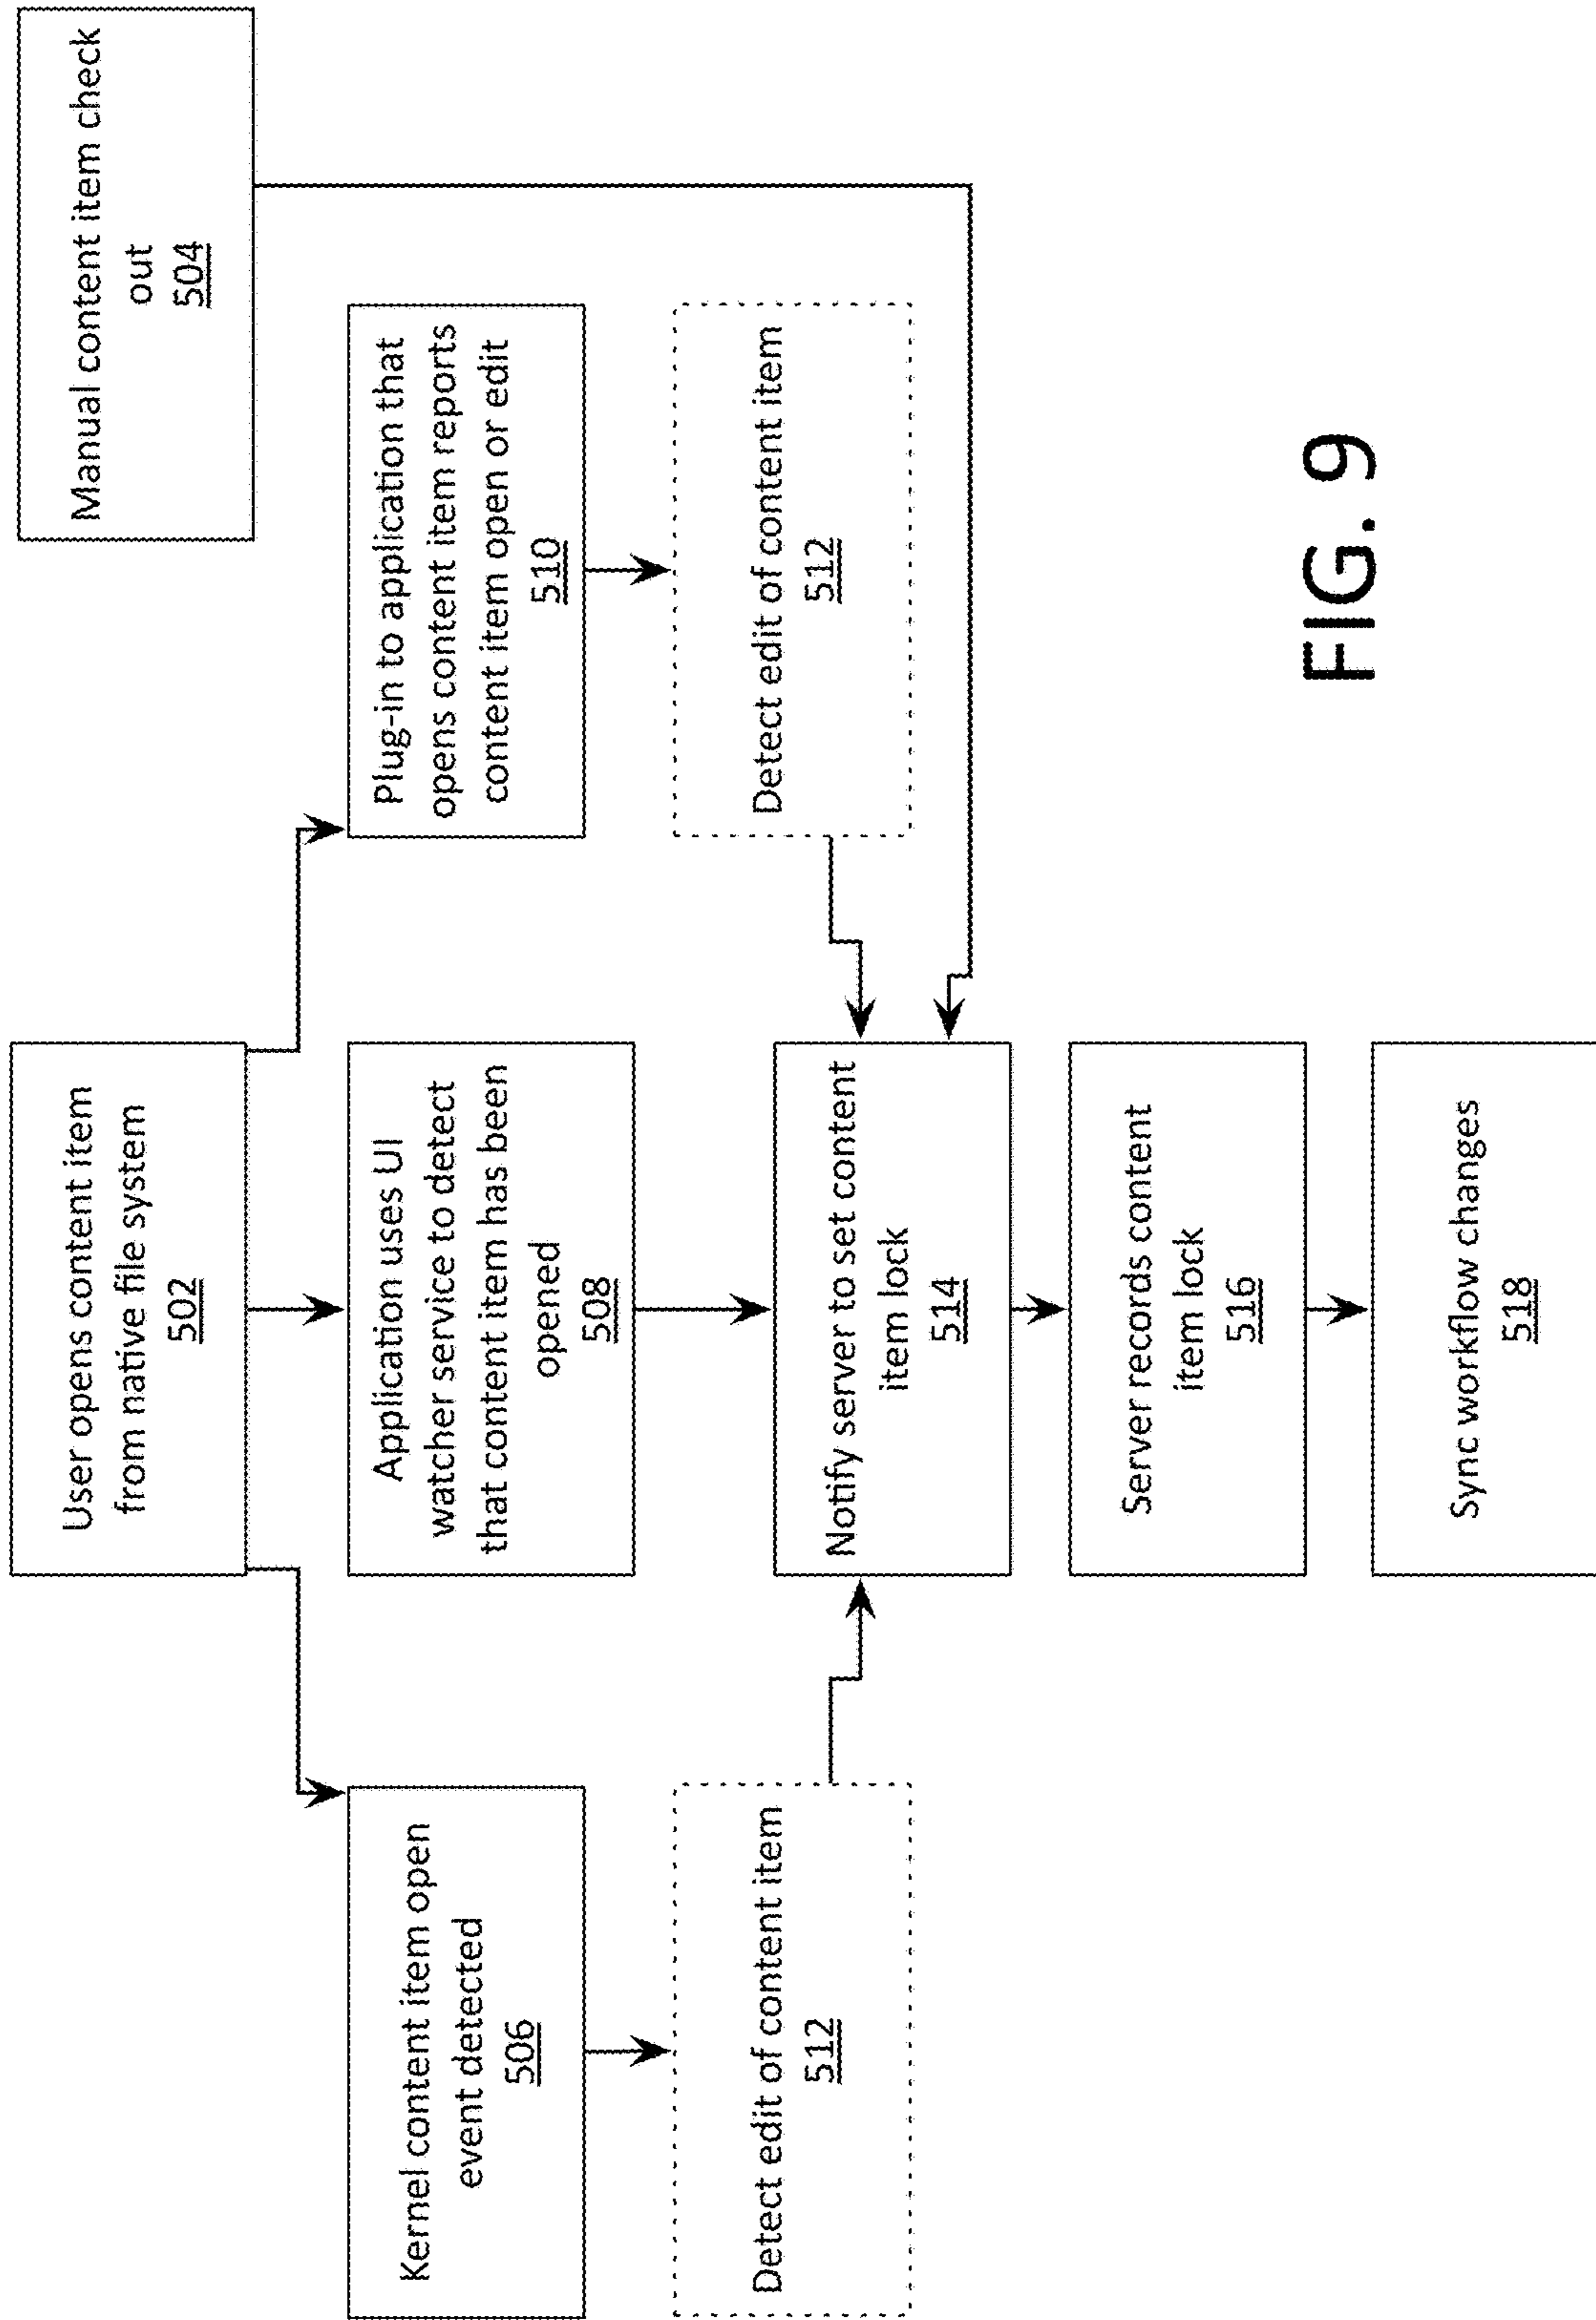 User opens content item
from native file system
502
Manual content item check
out
504
Kernel content item open
event detected
506
Application uses UI
watcher service to detect
that content item has been
opened
508
Plug-in to application that
opens content item reports
content item open or edit
510
Detect edit of content item
512
Detect edit of content item
512
Notify server to set content
item lock
514
Server records content
item lock
516
Sync workflow changes
518
FIG. 9